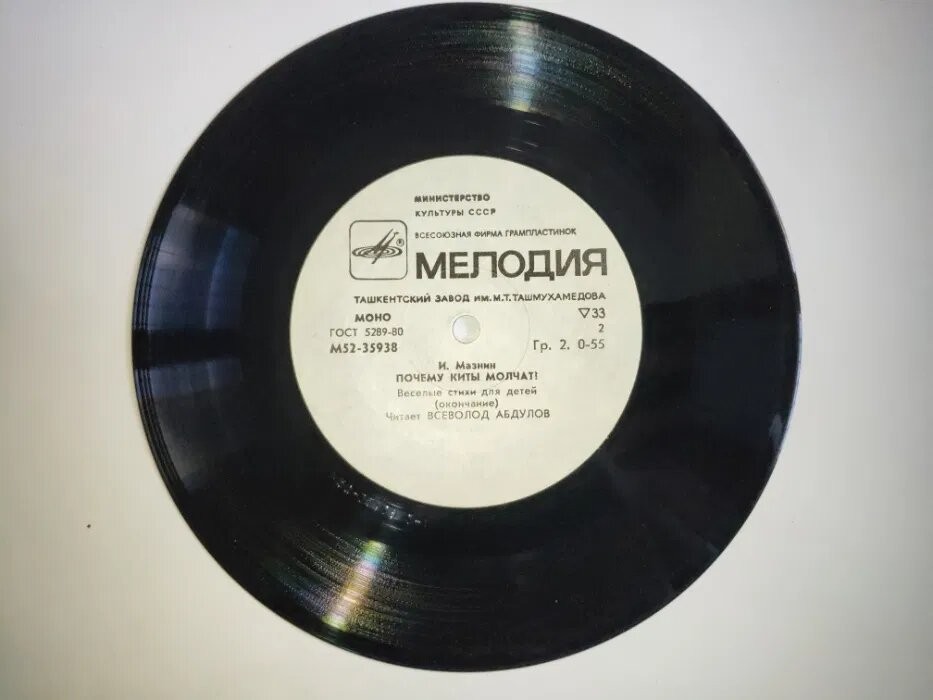 МИНИСТЕРСТВО
КУЛЬТУРЫ СССР
ВСЕСОЮЗНАЯ ФИРМА ГРАМПЛАСТИНОК
® МЕЛОДИЯ
ТАШКЕНТСКИЙ ЗАВОД ИМ. М.Т. ТАШМУХАМЕДОВА
МОНО ▽33
ГОСТ 5289-80 2
М52-35938 Гр. 2. 0-55
И. Мазнин
ПОЧЕМУ КИТЫ МОЛЧАТ!
Веселые стихи для детей
(окончание)
Читает ВСЕВОЛОД АБДУЛОВ